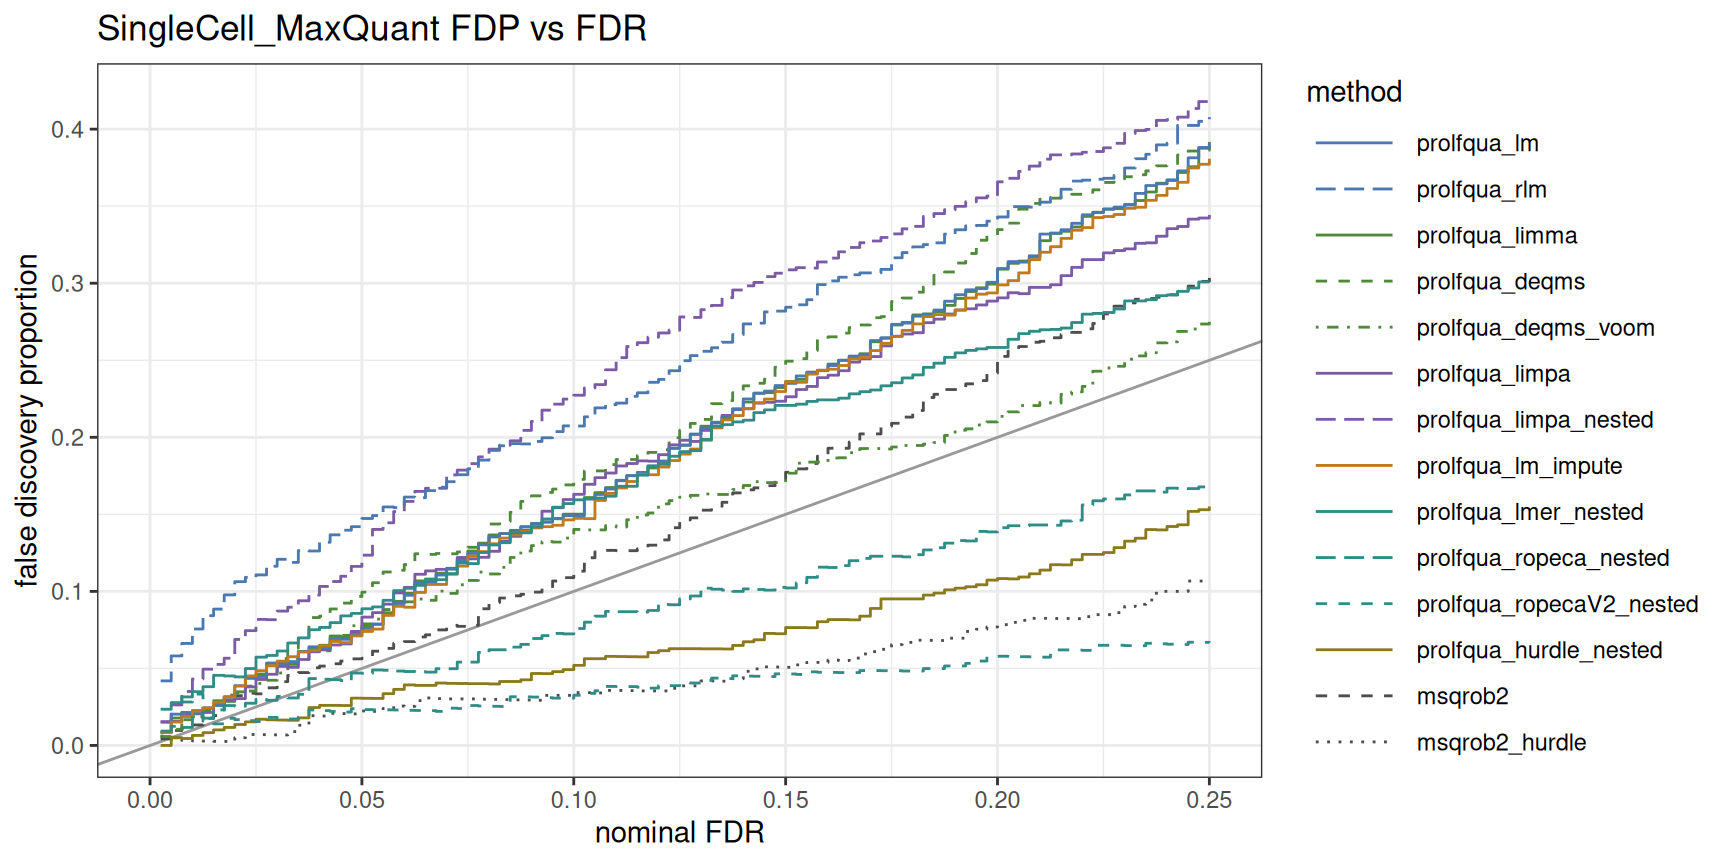 SingleCell_MaxQuant FDP vs FDR
false discovery proportion
0.4
0.3
0.2
0.1
0.0
0.00
0.05
0.10
0.15
0.20
0.25
nominal FDR
method
prolfqua_lm
prolfqua_rlm
prolfqua_limma
prolfqua_deqms
prolfqua_deqms_voom
prolfqua_limpa
prolfqua_limpa_nested
prolfqua_lm_impute
prolfqua_lmer_nested
prolfqua_ropeca_nested
prolfqua_ropecaV2_nested
prolfqua_hurdle_nested
msqrob2
msqrob2_hurdle